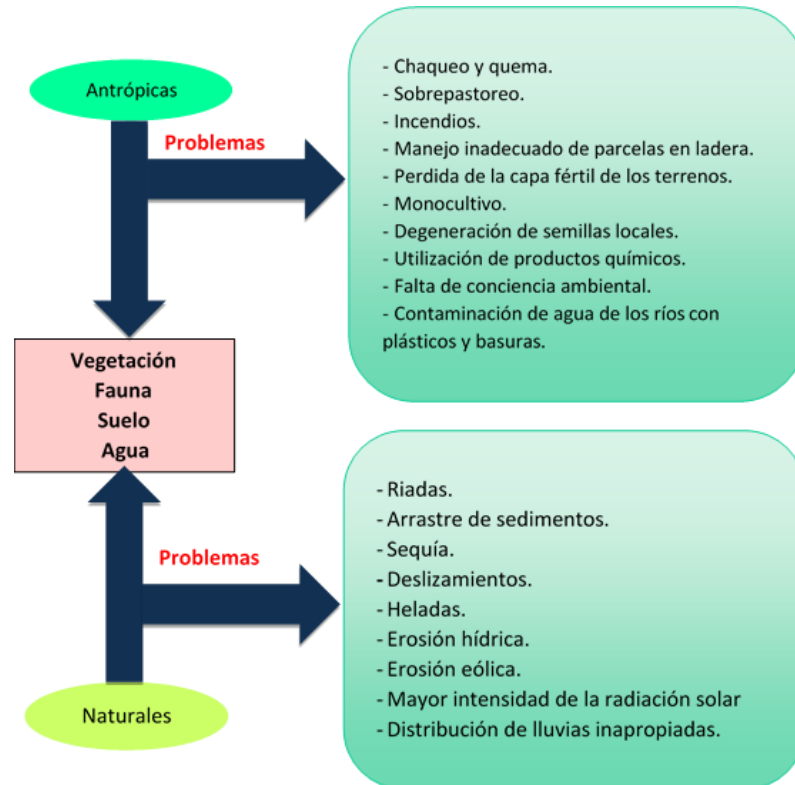 Antrópicas
Problemas
- Chaqueo y quema.
- Sobrepastoreo.
- Incendios.
- Manejo inadecuado de parcelas en ladera.
- Perdida de la capa fértil de los terrenos.
- Monocultivo.
- Degeneración de semillas locales.
- Utilización de productos químicos.
- Falta de conciencia ambiental.
- Contaminación de agua de los ríos con
plásticos y basuras.
Vegetación
Fauna
Suelo
Agua
Problemas
- Riadas.
- Arrastre de sedimentos.
- Sequía.
- Deslizamientos.
- Heladas.
- Erosión hídrica.
- Erosión eólica.
- Mayor intensidad de la radiación solar
- Distribución de lluvias inapropiadas.
Naturales